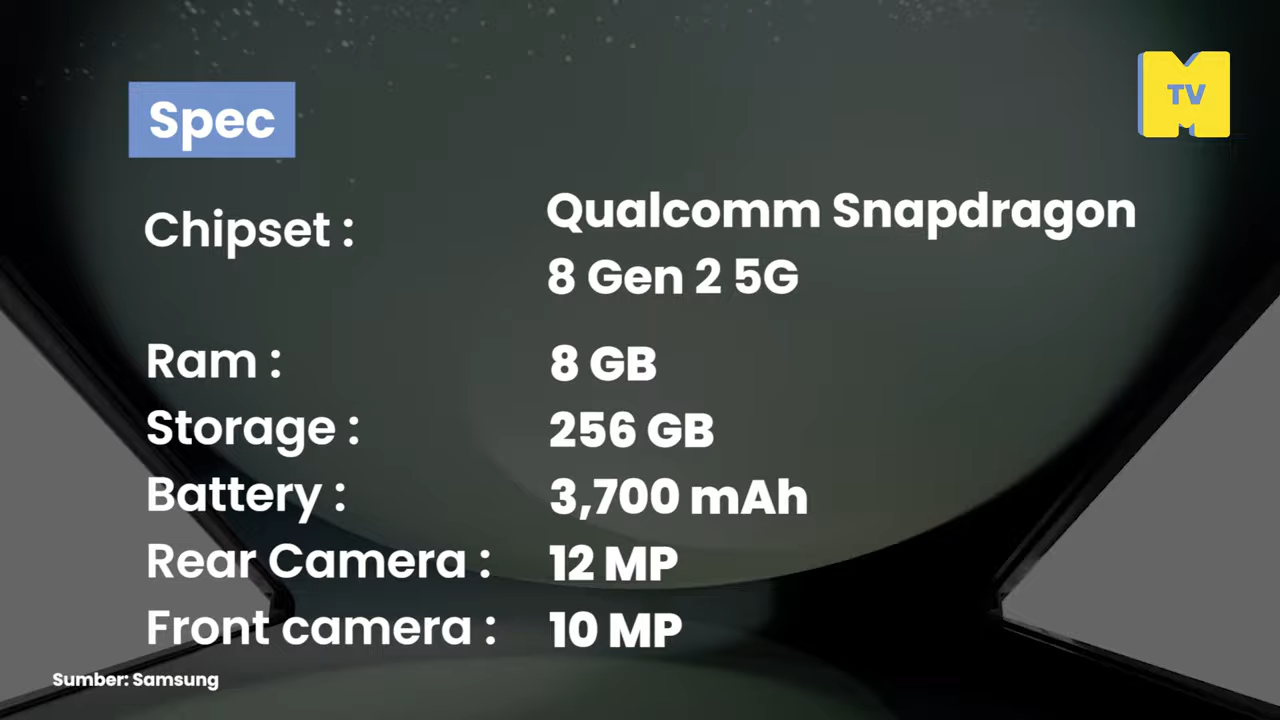 Spec
TV
Chipset : Qualcomm Snapdragon
8 Gen 2 5G
Ram : 8 GB
Storage : 256 GB
Battery : 3,700 mAh
Rear Camera : 12 MP
Front camera : 10 MP
Sumber: Samsung